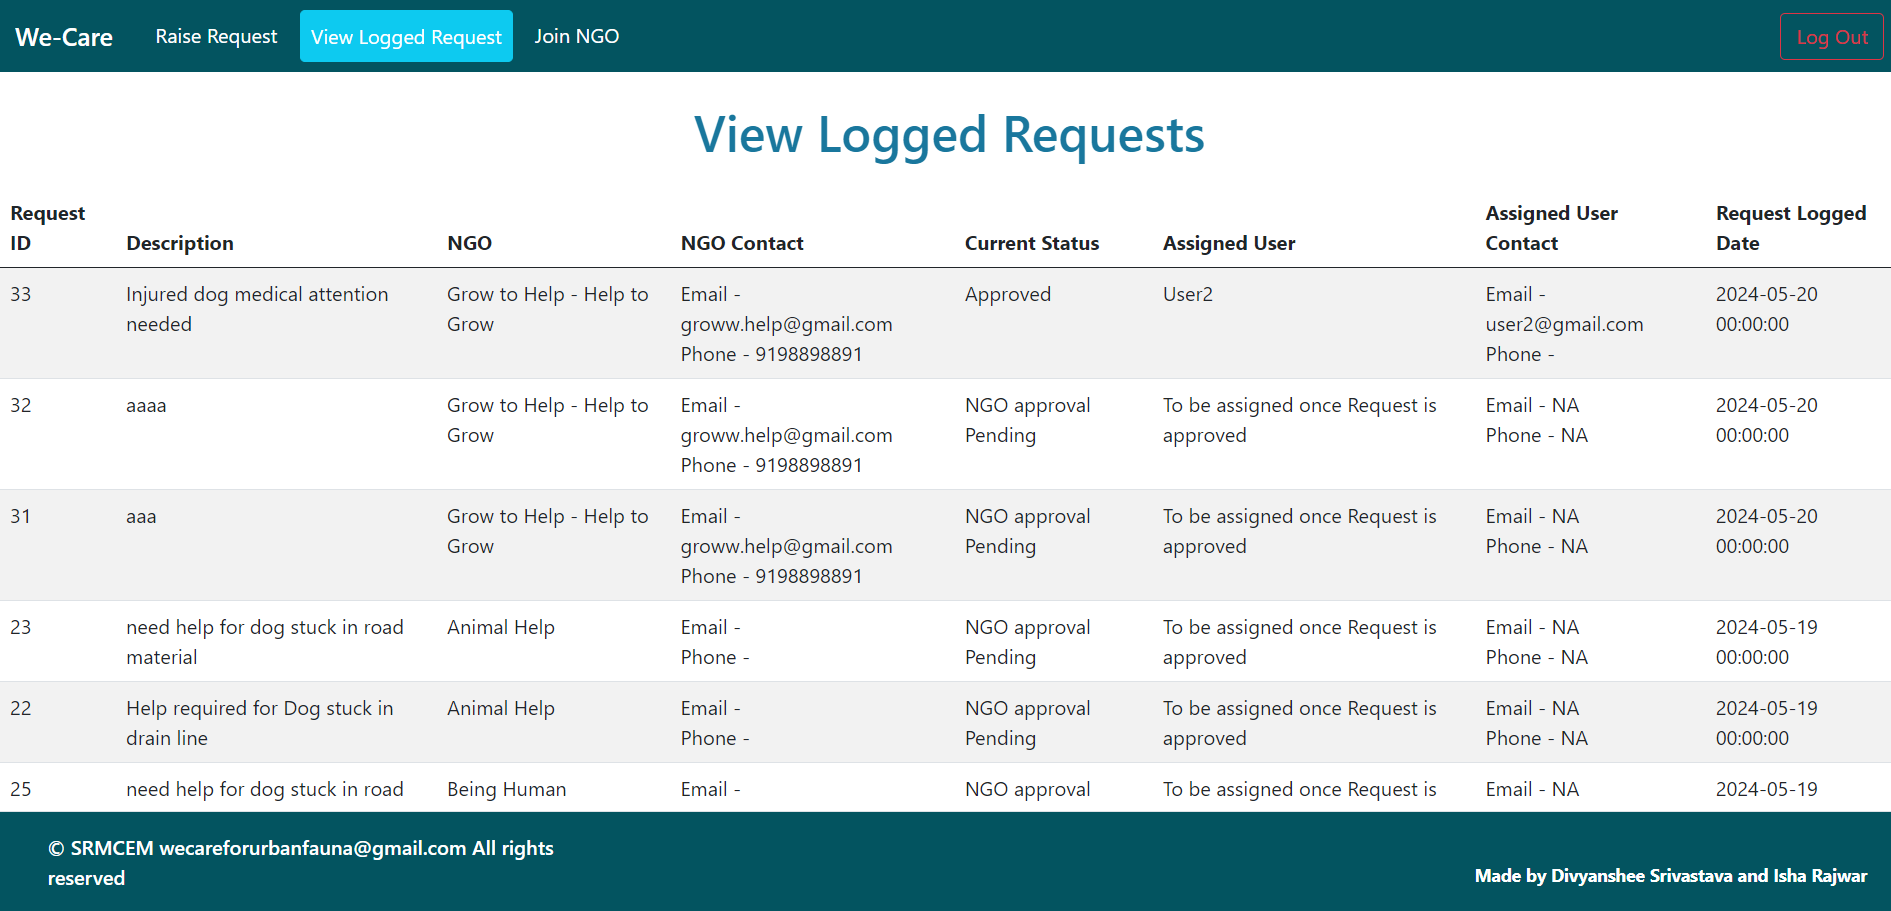 We-Care Raise Request View Logged Request Join NGO Log Out
View Logged Requests
Request ID Description NGO NGO Contact Current Status Assigned User Assigned User Contact Request Logged Date
33 Injured dog medical attention needed Grow to Help - Help to Grow Email - groww.help@gmail.com Phone - 9198898891 Approved User2 Email - user2@gmail.com Phone - 2024-05-20 00:00:00
32 aaaa Grow to Help - Help to Grow Email - groww.help@gmail.com Phone - 9198898891 NGO approval Pending To be assigned once Request is approved Email - NA Phone - NA 2024-05-20 00:00:00
31 aaa Grow to Help - Help to Grow Email - groww.help@gmail.com Phone - 9198898891 NGO approval Pending To be assigned once Request is approved Email - NA Phone - NA 2024-05-20 00:00:00
23 need help for dog stuck in road material Animal Help Email - Phone - NGO approval Pending To be assigned once Request is approved Email - NA Phone - NA 2024-05-19 00:00:00
22 Help required for Dog stuck in drain line Animal Help Email - Phone - NGO approval Pending To be assigned once Request is approved Email - NA Phone - NA 2024-05-19 00:00:00
25 need help for dog stuck in road Being Human Email - NGO approval To be assigned once Request is Email - NA 2024-05-19
© SRMCEM wecareforurbanfauna@gmail.com All rights
reserved
Made by Divyanshee Srivastava and Isha Rajwar